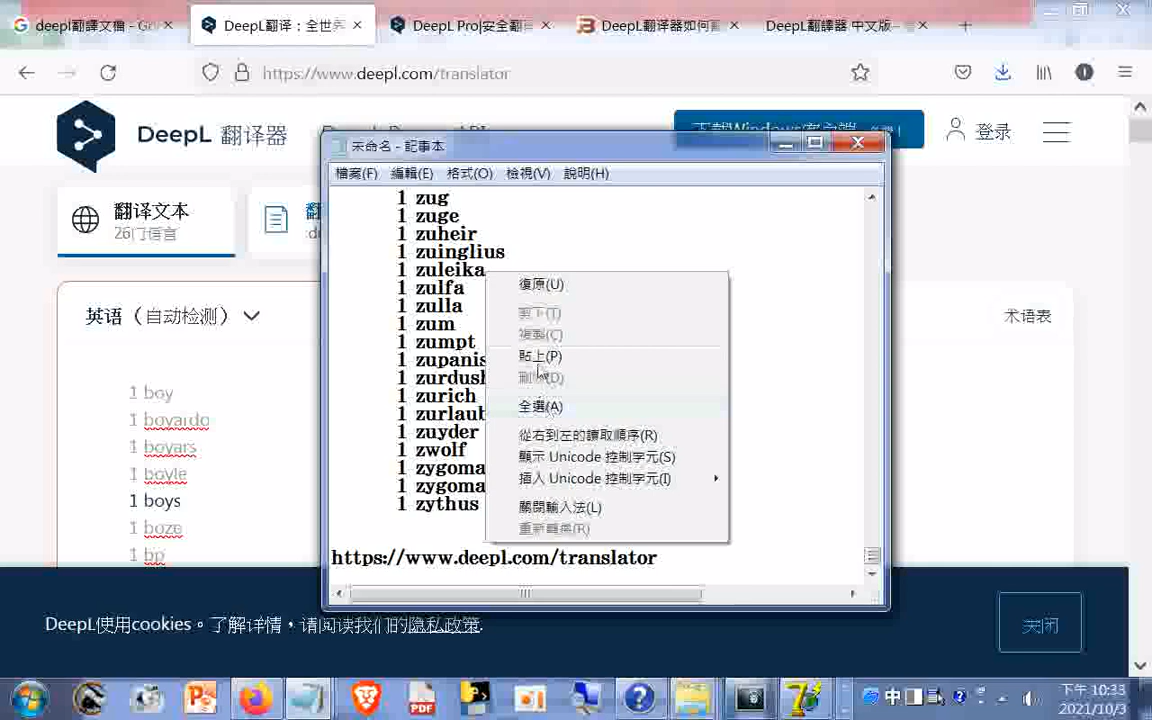 deepl翻譯文檔 - Go
DeepL翻译：全世界
DeepL Pro|安全翻
DeepL翻译器如何
DeepL翻譯器 中文版－
https://www.deepl.com/translator
DeepL 翻译器
登录
翻译文本
26门语言
英语（自动检测）
术语表
1 boy
1 boyardo
1 boyars
1 boyle
1 boys
1 boze
1 bp
未命名 - 記事本
檔案(F) 編輯(E) 格式(O) 檢視(V) 說明(H)
1 zug
1 zuge
1 zuheir
1 zuinglius
1 zuleika
1 zulfa
1 zulla
1 zum
1 zumpt
1 zupanis
1 zurdush
1 zurich
1 zurlaub
1 zuyder
1 zwolf
1 zygoma
1 zygoma
1 zythus
https://www.deepl.com/translator
復原(U)
剪下(T)
複製(C)
貼上(P)
刪除(D)
全選(A)
從右到左的讀取順序(R)
顯示 Unicode 控制字元(S)
插入 Unicode 控制字元(I)
關閉輸入法(L)
重新轉換(R)
DeepL使用cookies。了解详情，请阅读我们的隐私政策.
关闭
PDF
中
下午 10:33
2021/10/3